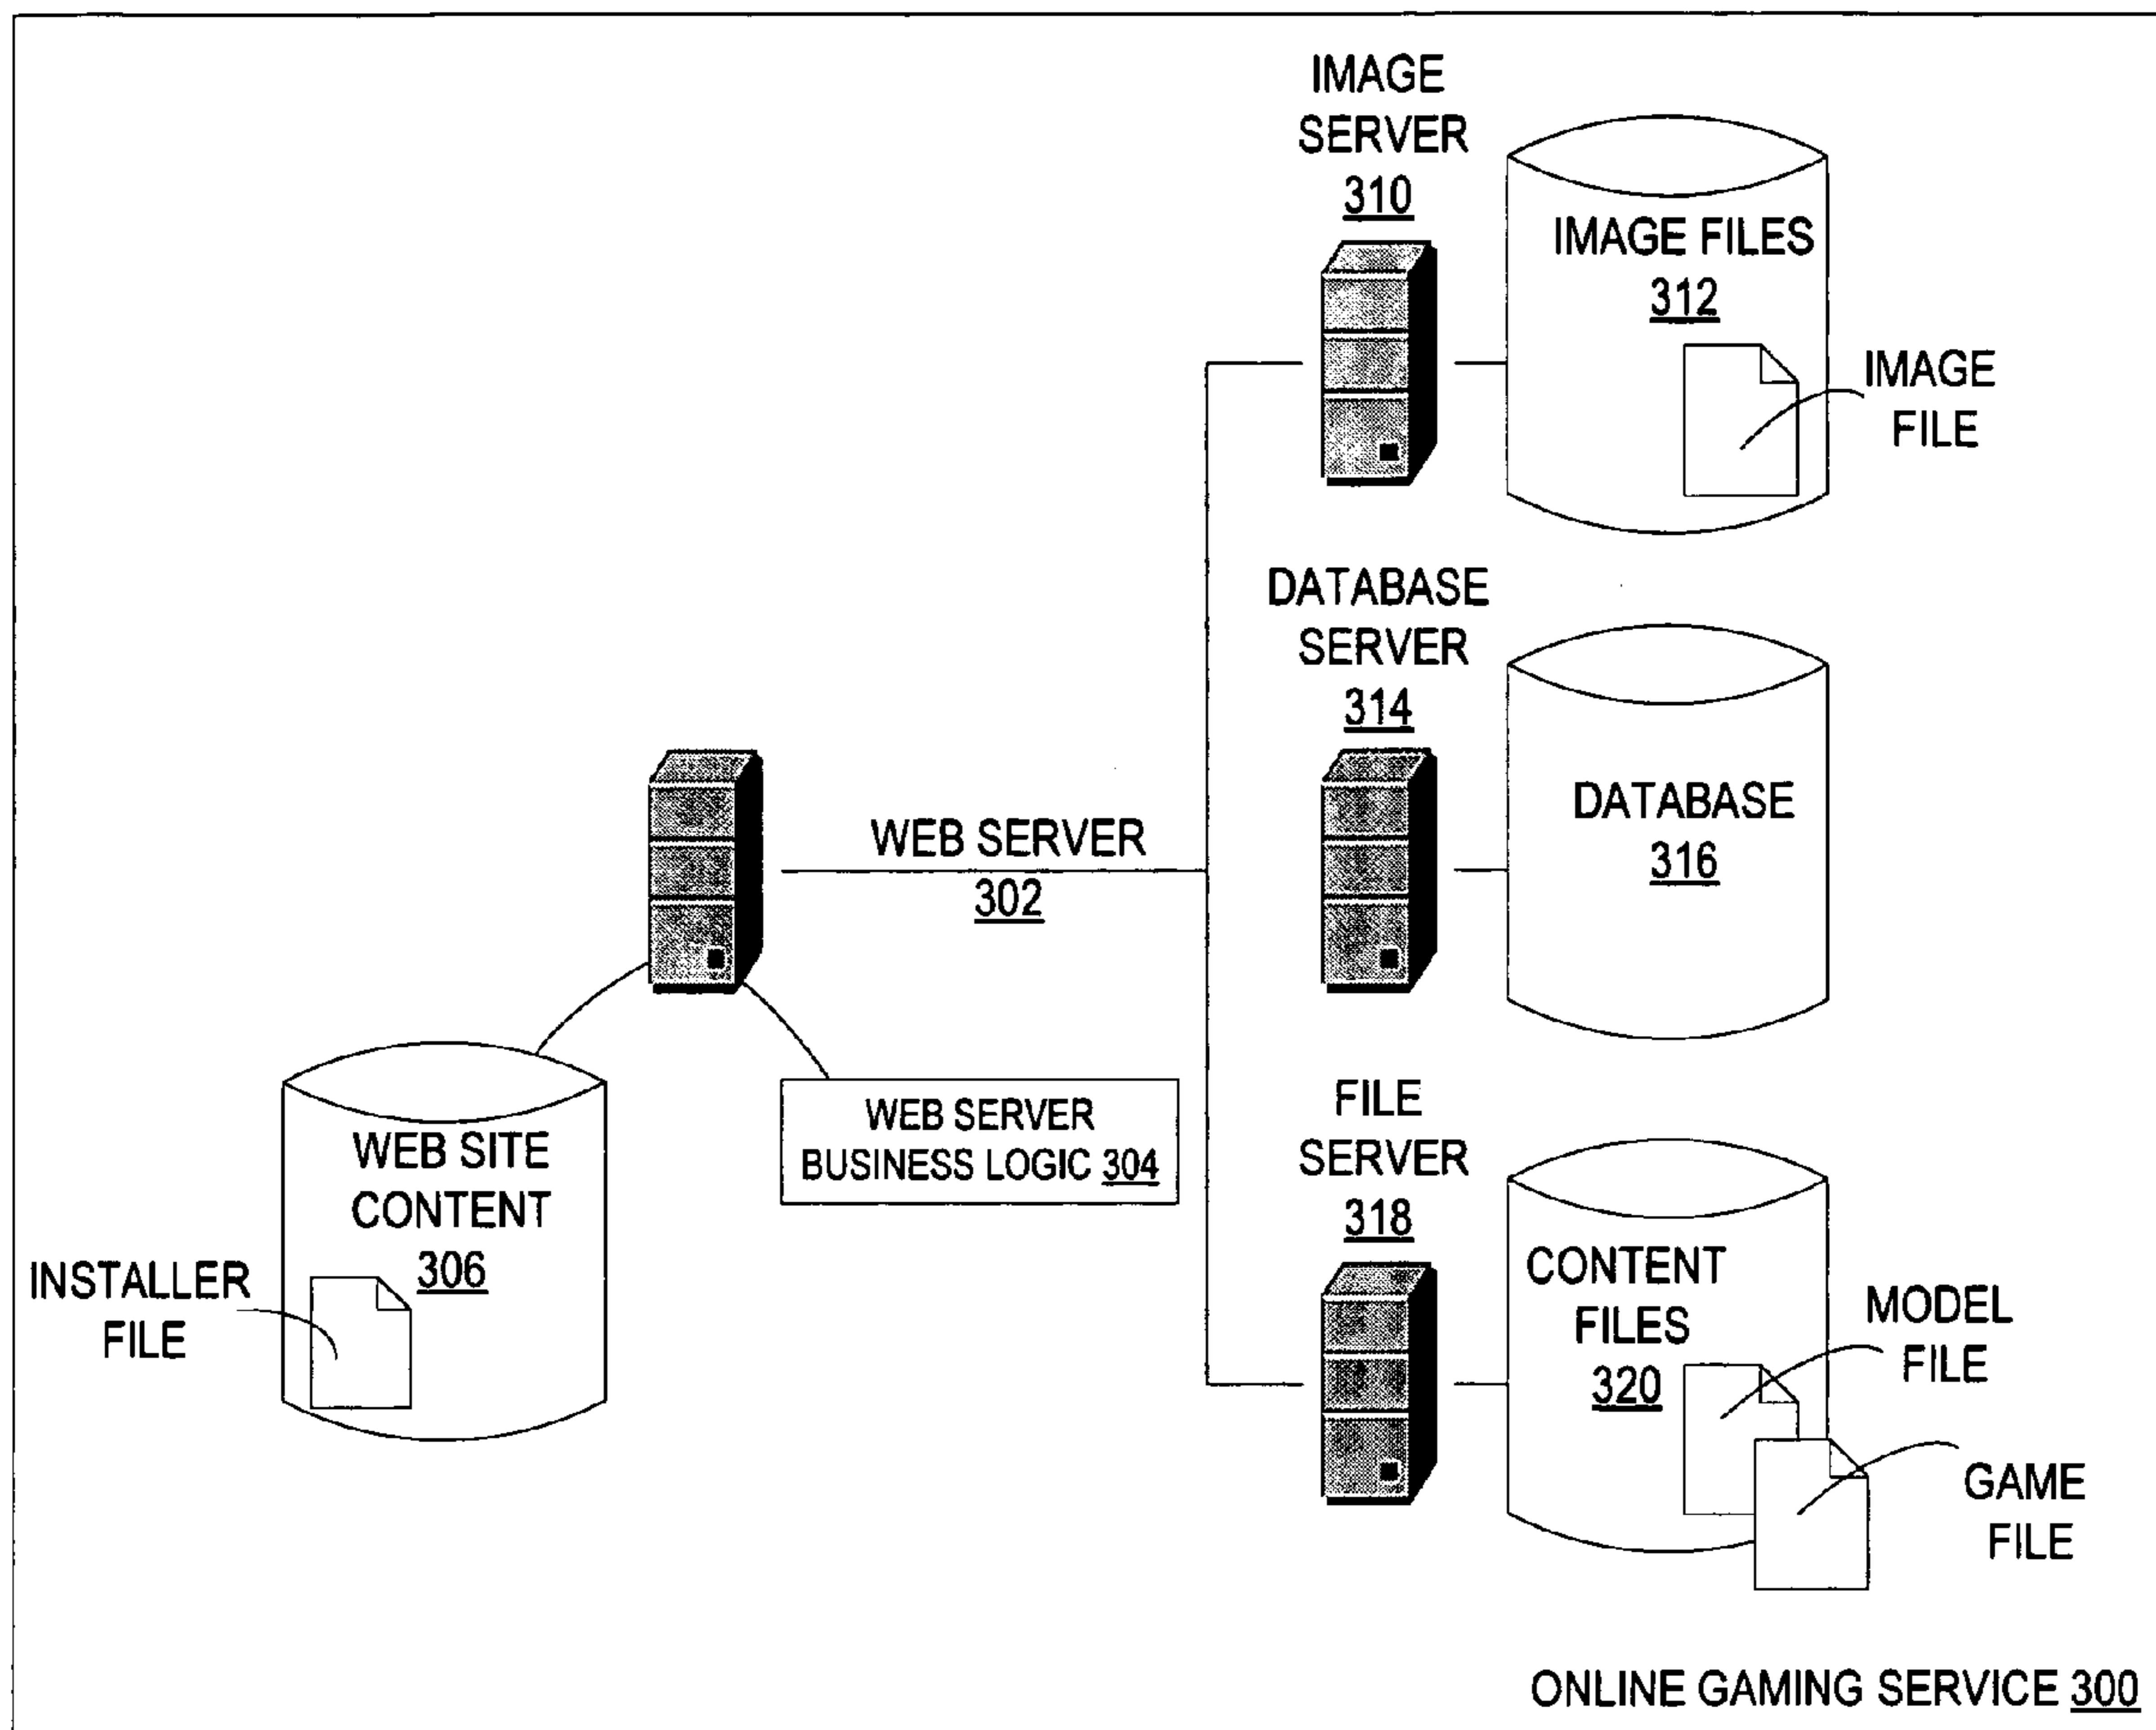 IMAGE
SERVER
310
IMAGE FILES
312
IMAGE
FILE
DATABASE
SERVER
314
DATABASE
316
WEB SERVER
302
WEB SERVER
BUSINESS LOGIC 304
WEB SITE
CONTENT
306
INSTALLER
FILE
FILE
SERVER
318
CONTENT
FILES
320
MODEL
FILE
GAME
FILE
ONLINE GAMING SERVICE 300